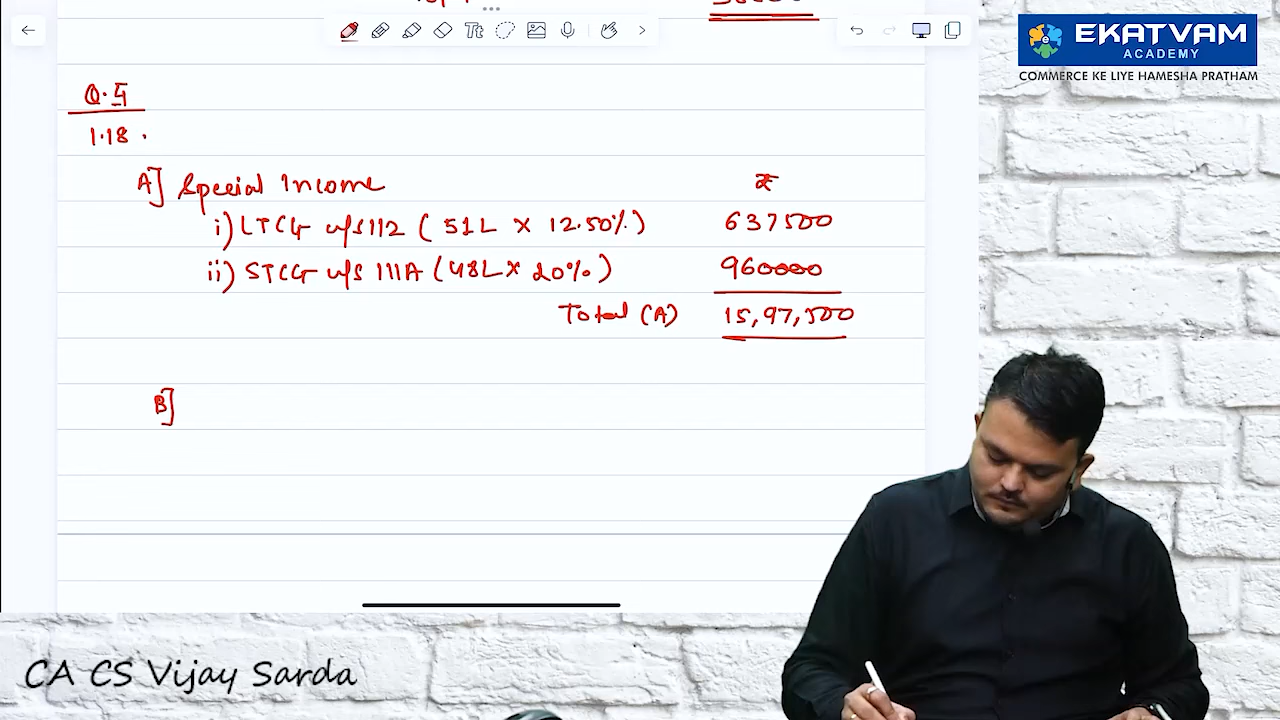 EKATVAM
ACADEMY
COMMERCE KE LIYE HAMESHA PRATHAM
Tt
1.18.
A] Special Income ₹
i) LTCG u/s 112 ( 51L X 12.50%) 637500
ii) STCG u/s 111A (48L X 20%) 960000
Total (A) 15,97,500
B]
CA CS Vijay Sarda